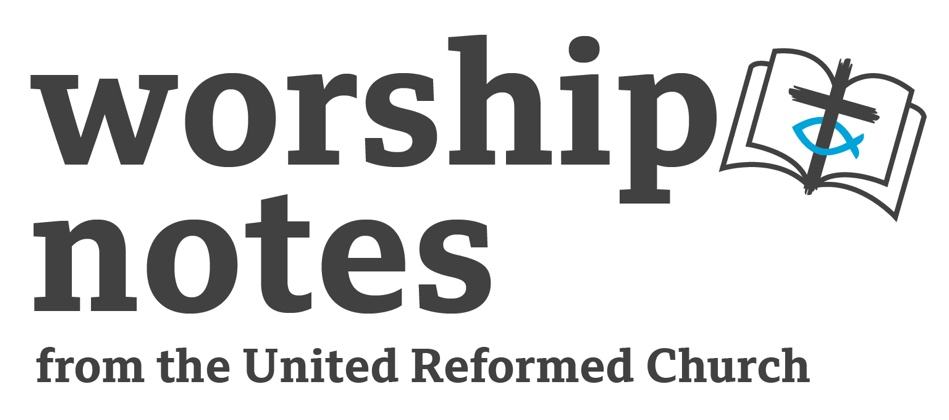 worship
notes
from the United Reformed Church